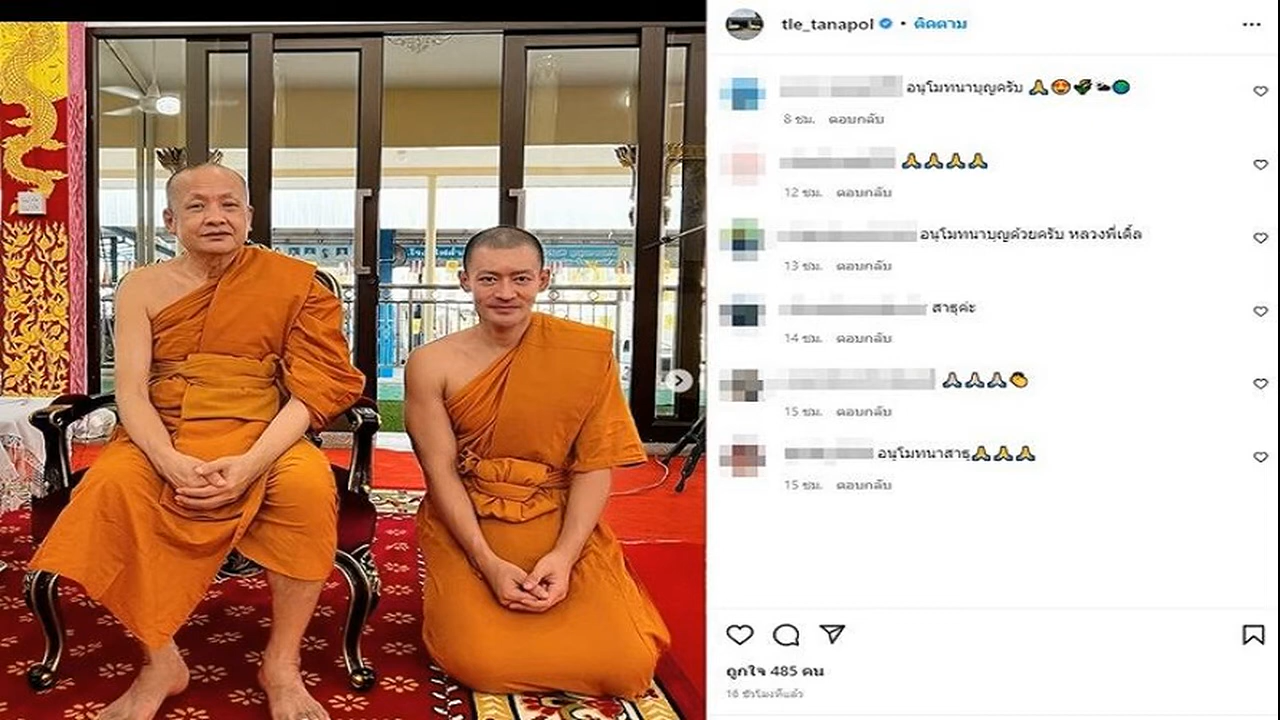 tle_tanapol • ติดตาม
อนุโมทนาบุญครับ 🙏
8 ชม. ตอบกลับ
🙏🙏🙏🙏
12 ชม. ตอบกลับ
อนุโมทนาบุญด้วยครับ หลวงพี่เติ้ล
13 ชม. ตอบกลับ
สาธุค่ะ
14 ชม. ตอบกลับ
15 ชม. ตอบกลับ
อนุโมทนาสาธุ🙏🙏🙏
15 ชม. ตอบกลับ
ถูกใจ 485 คน
16 ชั่วโมงที่แล้ว